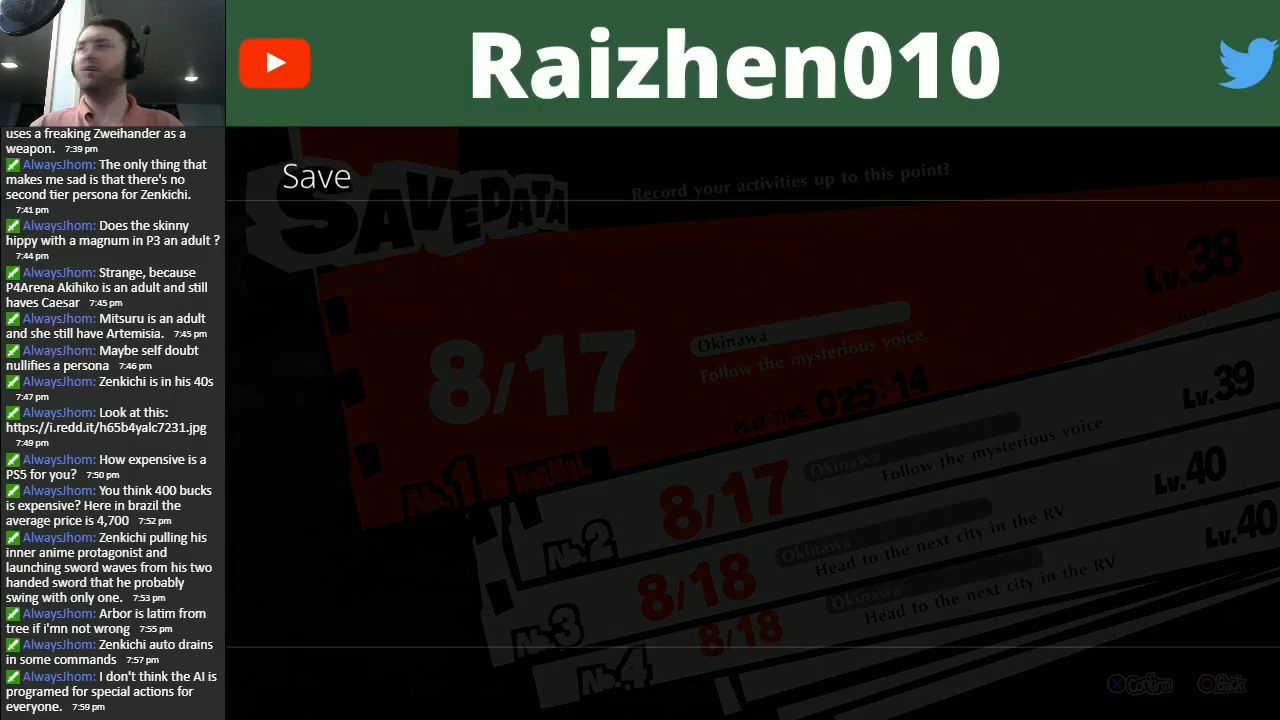 Raizhen010
uses a freaking Zweihander as a
weapon. 7:39 pm
AlwaysJhom: The only thing that
makes me sad is that there's no
second tier persona for Zenkichi.
7:41 pm
AlwaysJhom: Does the skinny
hippy with a magnum in P3 an adult ?
7:44 pm
AlwaysJhom: Strange, because
P4Arena Akihiko is an adult and still
haves Caesar 7:45 pm
AlwaysJhom: Mitsuru is an adult
and she still have Artemisia. 7:45 pm
AlwaysJhom: Maybe self doubt
nullifies a persona 7:46 pm
AlwaysJhom: Zenkichi is in his 40s
7:47 pm
AlwaysJhom: Look at this:
https://i.redd.it/h65b4yalc7231.jpg
7:49 pm
AlwaysJhom: How expensive is a
PS5 for you? 7:50 pm
AlwaysJhom: You think 400 bucks
is expensive? Here in brazil the
average price is 4,700 7:52 pm
AlwaysJhom: Zenkichi pulling his
inner anime protagonist and
launching sword waves from his two
handed sword that he probably
swing with only one. 7:53 pm
AlwaysJhom: Arbor is latim from
tree if i'mn not wrong 7:55 pm
AlwaysJhom: Zenkichi auto drains
in some commands 7:57 pm
AlwaysJhom: I don't think the AI is
programed for special actions for
everyone. 7:59 pm
Save
SAVE DATA
Record your activities up to this point?
8/17
Okinawa
Follow the mysterious voice
PLAY TIME 025:14
Lv.38
No.1 NORMAL
8/17
Okinawa
Follow the mysterious voice
Lv.39
No.2
8/18
Okinawa
Head to the next city in the RV
Lv.40
No.3
8/18
Okinawa
Head to the next city in the RV
Lv.40
No.4
Confirm
Back